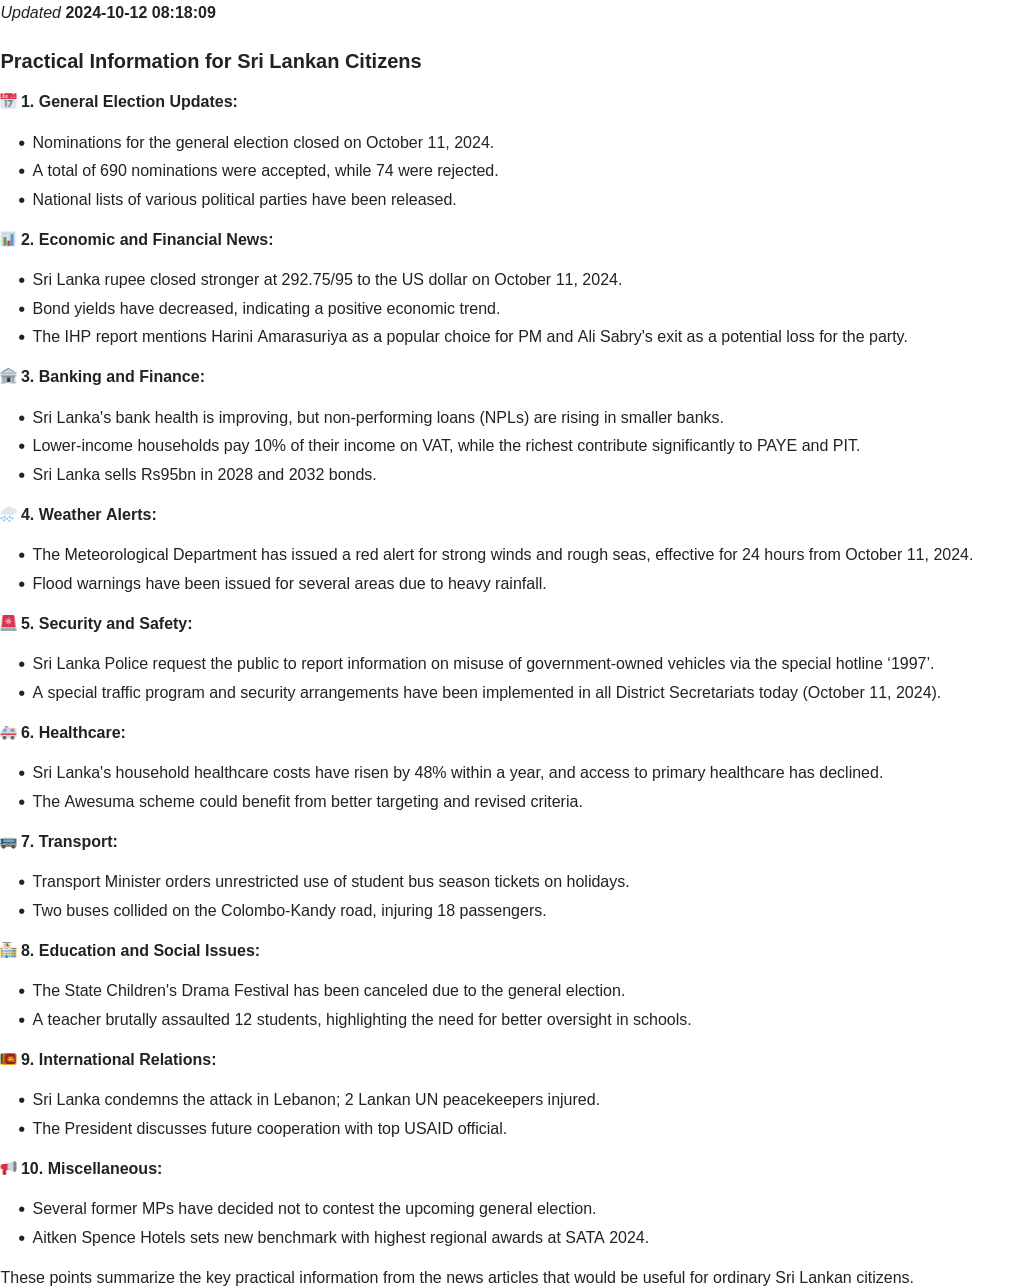 Updated 2024-10-12 08:18:09
Practical Information for Sri Lankan Citizens
📅 1. General Election Updates:
• Nominations for the general election closed on October 11, 2024.
• A total of 690 nominations were accepted, while 74 were rejected.
• National lists of various political parties have been released.
📊 2. Economic and Financial News:
• Sri Lanka rupee closed stronger at 292.75/95 to the US dollar on October 11, 2024.
• Bond yields have decreased, indicating a positive economic trend.
• The IHP report mentions Harini Amarasuriya as a popular choice for PM and Ali Sabry's exit as a potential loss for the party.
🏦 3. Banking and Finance:
• Sri Lanka's bank health is improving, but non-performing loans (NPLs) are rising in smaller banks.
• Lower-income households pay 10% of their income on VAT, while the richest contribute significantly to PAYE and PIT.
• Sri Lanka sells Rs95bn in 2028 and 2032 bonds.
🌧️ 4. Weather Alerts:
• The Meteorological Department has issued a red alert for strong winds and rough seas, effective for 24 hours from October 11, 2024.
• Flood warnings have been issued for several areas due to heavy rainfall.
🚨 5. Security and Safety:
• Sri Lanka Police request the public to report information on misuse of government-owned vehicles via the special hotline ‘1997’.
• A special traffic program and security arrangements have been implemented in all District Secretariats today (October 11, 2024).
🚑 6. Healthcare:
• Sri Lanka's household healthcare costs have risen by 48% within a year, and access to primary healthcare has declined.
• The Awesuma scheme could benefit from better targeting and revised criteria.
🚌 7. Transport:
• Transport Minister orders unrestricted use of student bus season tickets on holidays.
• Two buses collided on the Colombo-Kandy road, injuring 18 passengers.
🏫 8. Education and Social Issues:
• The State Children's Drama Festival has been canceled due to the general election.
• A teacher brutally assaulted 12 students, highlighting the need for better oversight in schools.
🇱🇰 9. International Relations:
• Sri Lanka condemns the attack in Lebanon; 2 Lankan UN peacekeepers injured.
• The President discusses future cooperation with top USAID official.
📢 10. Miscellaneous:
• Several former MPs have decided not to contest the upcoming general election.
• Aitken Spence Hotels sets new benchmark with highest regional awards at SATA 2024.
These points summarize the key practical information from the news articles that would be useful for ordinary Sri Lankan citizens.